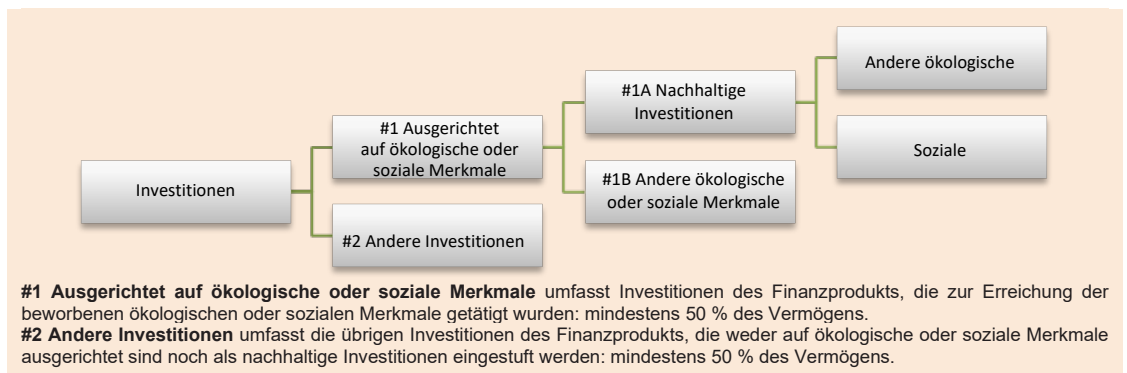 Andere ökologische
#1A Nachhaltige
Investitionen
#1 Ausgerichtet
auf ökologische oder
soziale Merkmale
Soziale
Investitionen
#1B Andere ökologische
oder soziale Merkmale
#2 Andere Investitionen
#1 Ausgerichtet auf ökologische oder soziale Merkmale umfasst Investitionen des Finanzprodukts, die zur Erreichung der
beworbenen ökologischen oder sozialen Merkmale getätigt wurden: mindestens 50 % des Vermögens.
#2 Andere Investitionen umfasst die übrigen Investitionen des Finanzprodukts, die weder auf ökologische oder soziale Merkmale
ausgerichtet sind noch als nachhaltige Investitionen eingestuft werden: mindestens 50 % des Vermögens.